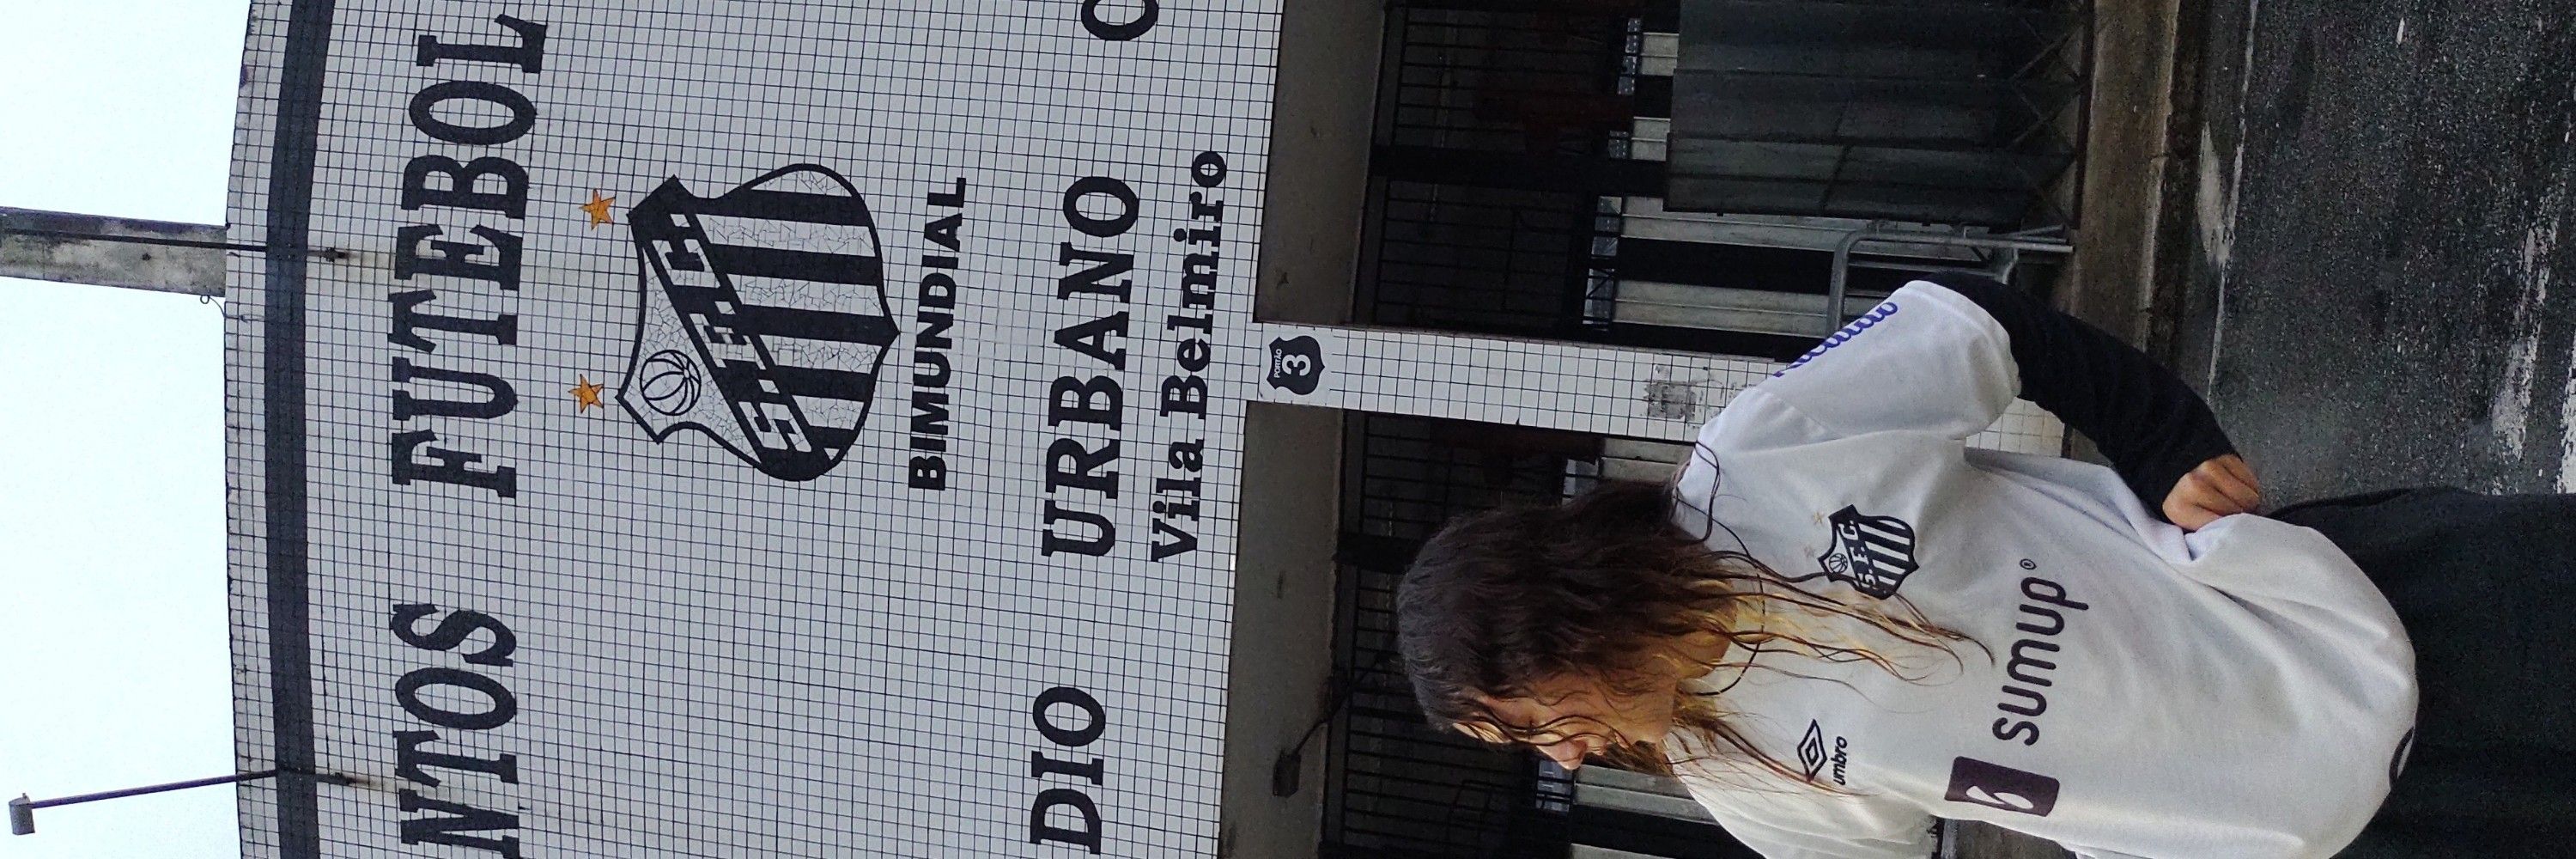 NTOS FUTEBOL
S.F.C.
BIMUNDIAL
DIO URBANO C
Vila Belmiro
PORTÃO
3
umbro
S.F.C.
sumup®